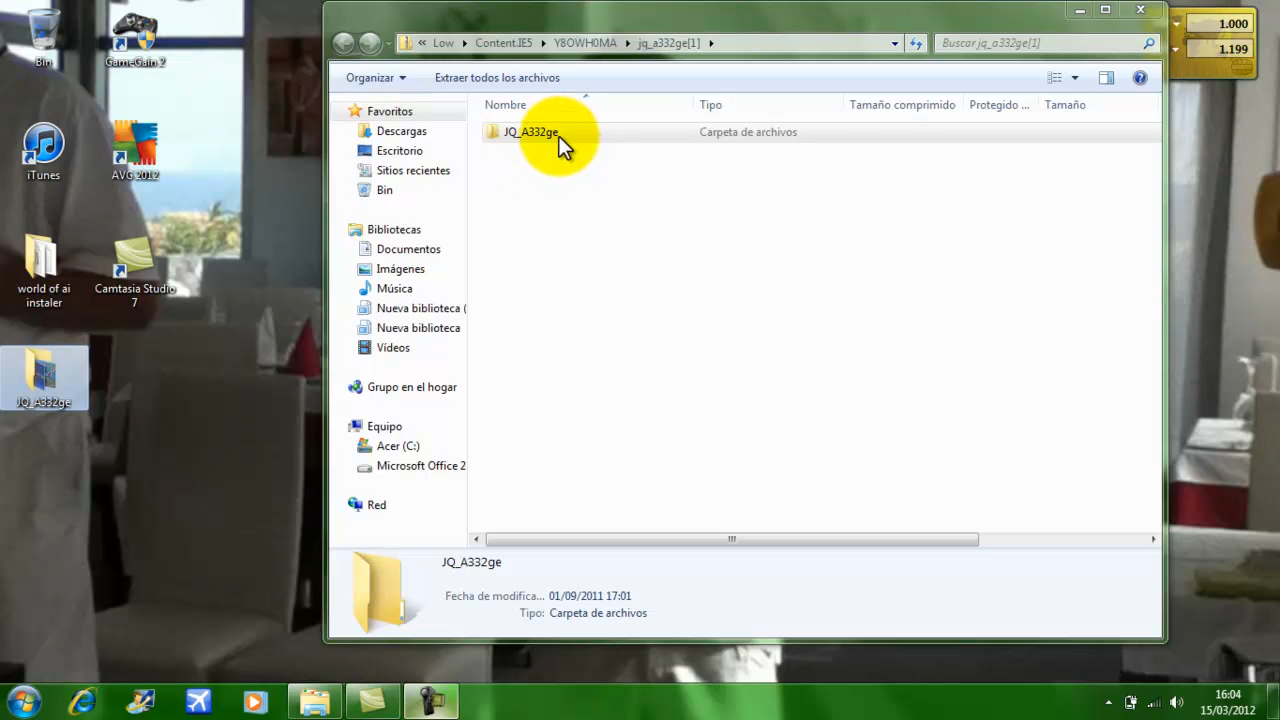 Bin
GameGain 2
iTunes
AVG 2012
world of ai
instaler
Camtasia Studio
7
JQ_A332ge
Low
Content.IE5
Y8OWH0MA
jq_a332ge[1]
Buscar jq_a332ge[1]
1.000
1.199
Organizar
Extraer todos los archivos
Nombre
Tipo
Tamaño comprimido
Protegido ...
Tamaño
Favoritos
Descargas
Escritorio
Sitios recientes
Bin
Bibliotecas
Documentos
Imágenes
Música
Nueva biblioteca (
Nueva biblioteca
Vídeos
Grupo en el hogar
Equipo
Acer (C:)
Microsoft Office 2
Red
JQ_A332ge
Carpeta de archivos
JQ_A332ge
Fecha de modifica... 01/09/2011 17:01
Tipo: Carpeta de archivos
16:04
15/03/2012